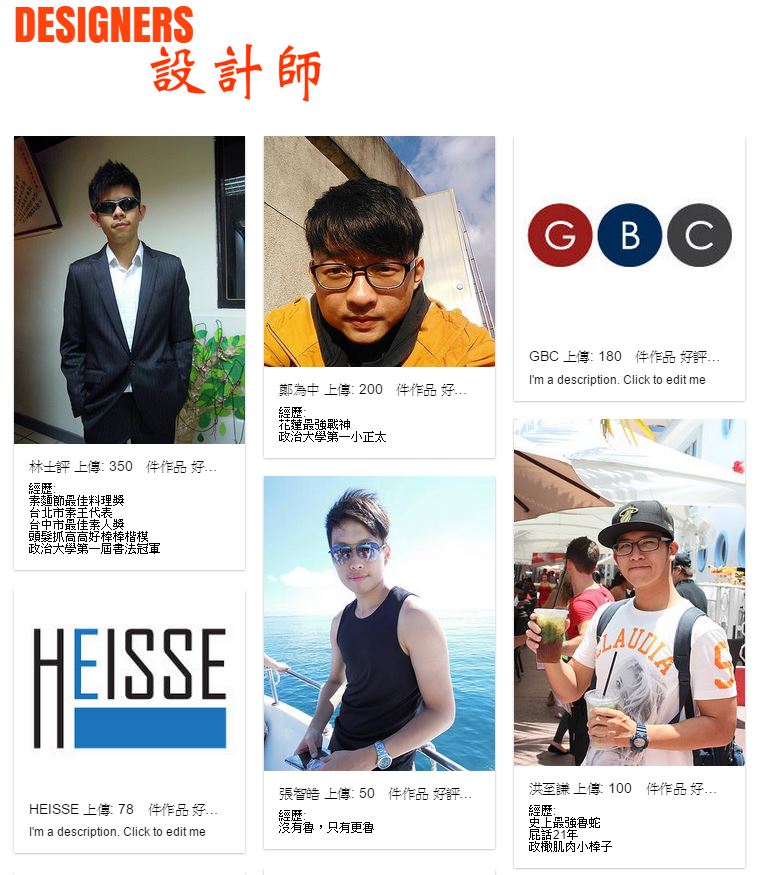 DESIGNERS
設計師
林士評 上傳: 350 件作品 好...
經歷:
素麵節最佳料理獎
台北市素王代表
台中市最佳素人獎
頭髮抓高高好棒棒楷模
政治大學第一屆書法冠軍
HEISSE
HEISSE 上傳: 78 件作品 好...
I'm a description. Click to edit me
鄭為中 上傳: 200 件作品 好...
經歷:
花蓮最強戰神
政治大學第一小正太
張智皓 上傳: 50 件作品 好評...
經歷:
沒有魯，只有更魯
G B C
GBC 上傳: 180 件作品 好評...
I'm a description. Click to edit me
CLAUDIA
洪至謙 上傳: 100 件作品 好...
經歷:
史上最強魯蛇
屁話21年
政橄肌肉小棒子